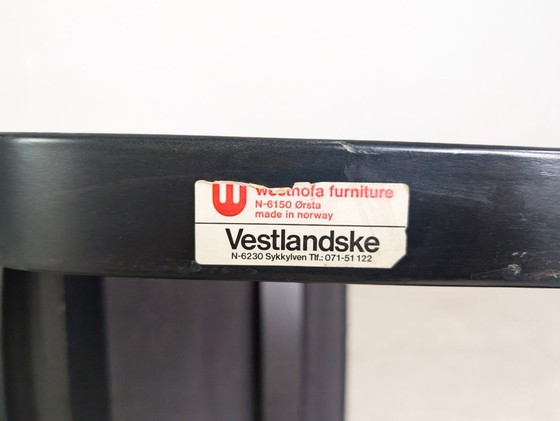 westnofa furniture
N-6150 Ørsta
made in norway
Vestlandske
N-6230 Sykkylven Tlf.: 071-51 122